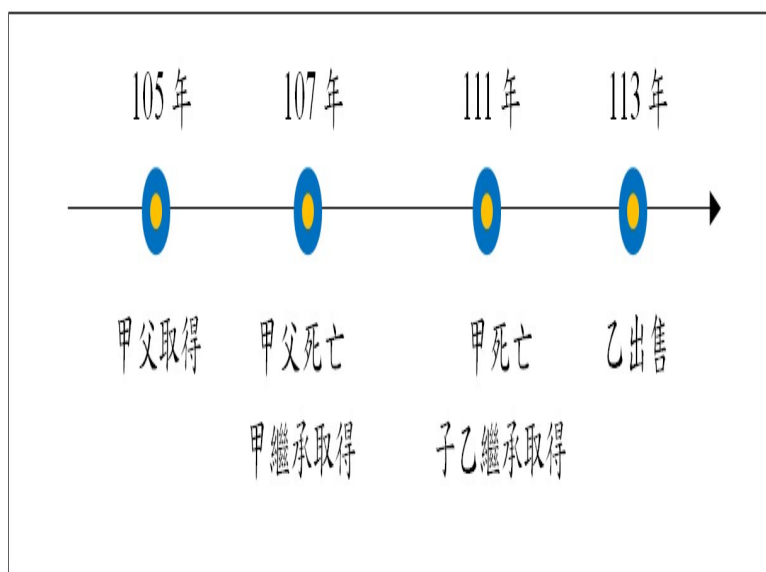 105年 107年 111年 113年
甲父取得 甲父死亡 甲死亡 乙出售
甲繼承取得 子乙繼承取得